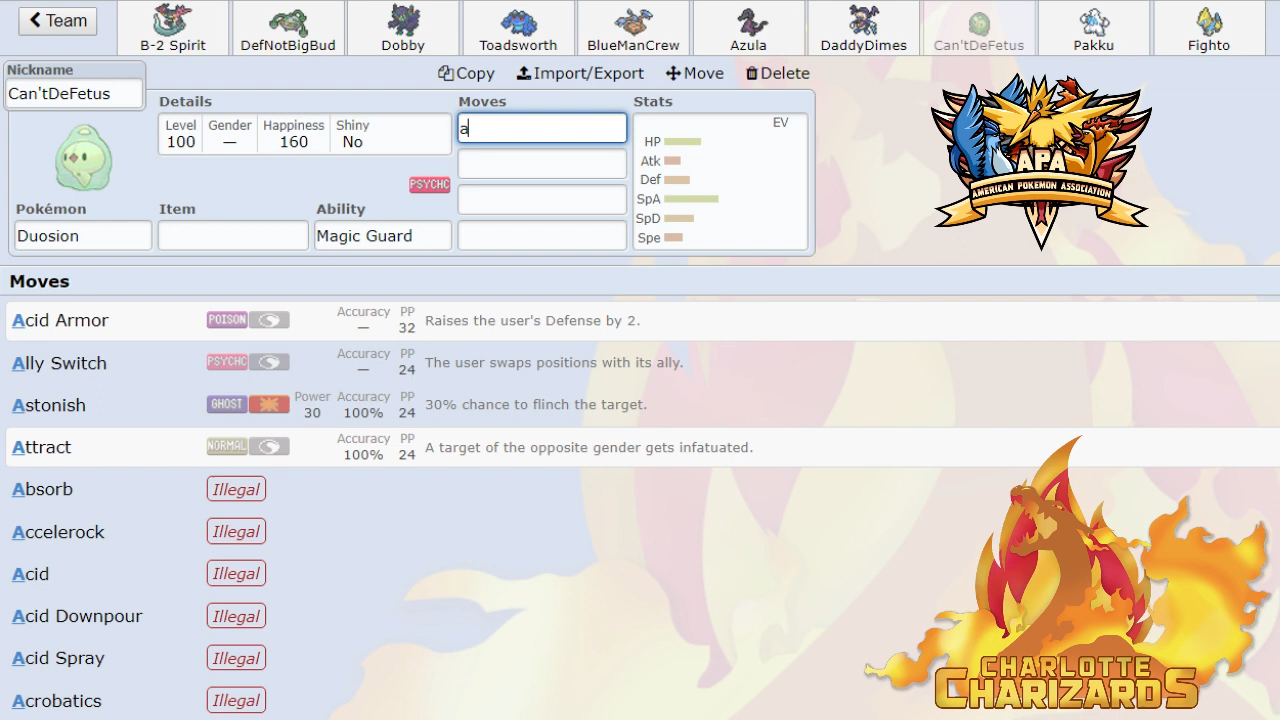 Team
B-2 Spirit
DefNotBigBud
Dobby
Toadsworth
BlueManCrew
Azula
DaddyDimes
Can'tDeFetus
Pakku
Fighto
Nickname
Can'tDeFetus
Copy
Import/Export
Move
Delete
Details
Level
100
Gender
—
Happiness
160
Shiny
No
PSYCHC
Pokémon
Duosion
Item
Ability
Magic Guard
Moves
a
Stats
EV
HP
Atk
Def
SpA
SpD
Spe
APA
AMERICAN POKEMON ASSOCIATION
Moves
Acid Armor POISON Accuracy — PP 32 Raises the user's Defense by 2.
Ally Switch PSYCHC Accuracy — PP 24 The user swaps positions with its ally.
Astonish GHOST Power 30 Accuracy 100% PP 24 30% chance to flinch the target.
Attract NORMAL Accuracy 100% PP 24 A target of the opposite gender gets infatuated.
Absorb Illegal
Accelerock Illegal
Acid Illegal
Acid Downpour Illegal
Acid Spray Illegal
Acrobatics Illegal
CHARLOTTE
CHARIZARDS